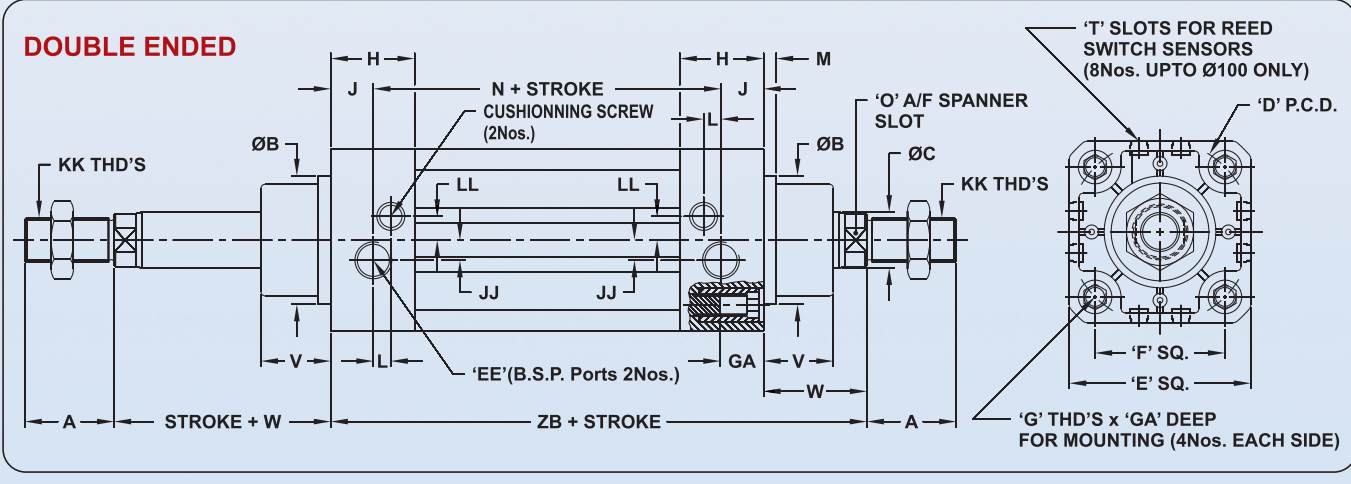 DOUBLE ENDED
H
H
M
J
N + STROKE
J
CUSHIONNING SCREW
(2Nos.)
L
‘O’ A/F SPANNER
SLOT
‘T’ SLOTS FOR REED
SWITCH SENSORS
(8Nos. UPTO Ø100 ONLY)
‘D’ P.C.D.
ØB
ØB
ØC
KK THD’S
LL
LL
KK THD’S
JJ
JJ
V
L
‘EE’(B.S.P. Ports 2Nos.)
GA
V
W
‘F’ SQ.
‘E’ SQ.
A
STROKE + W
ZB + STROKE
A
‘G’ THD’S x ‘GA’ DEEP
FOR MOUNTING (4Nos. EACH SIDE)